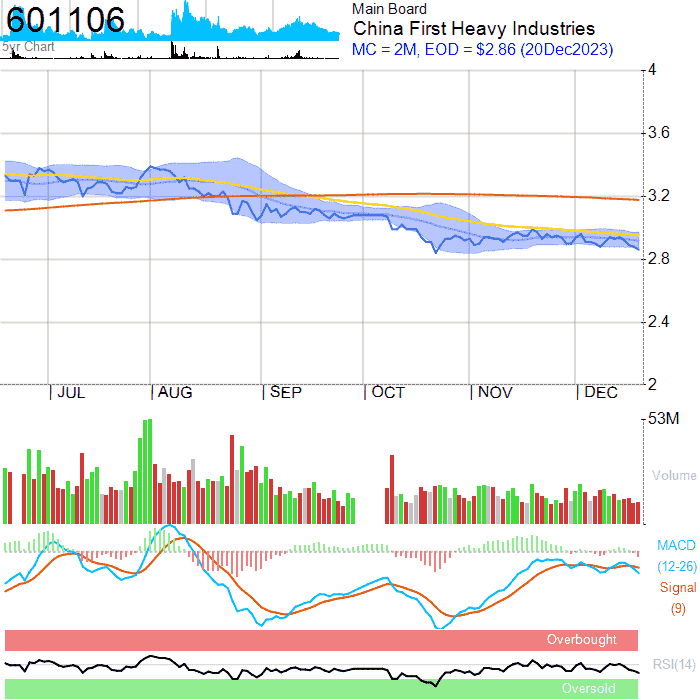 601106
5yr Chart
Main Board
China First Heavy Industries
MC = 2M, EOD = $2.86 (20Dec2023)
4
3.6
3.2
2.8
2.4
2
JUL AUG SEP OCT NOV DEC
53M
Volume
MACD
(12-26)
Signal
(9)
Overbought
RSI(14)
Oversold